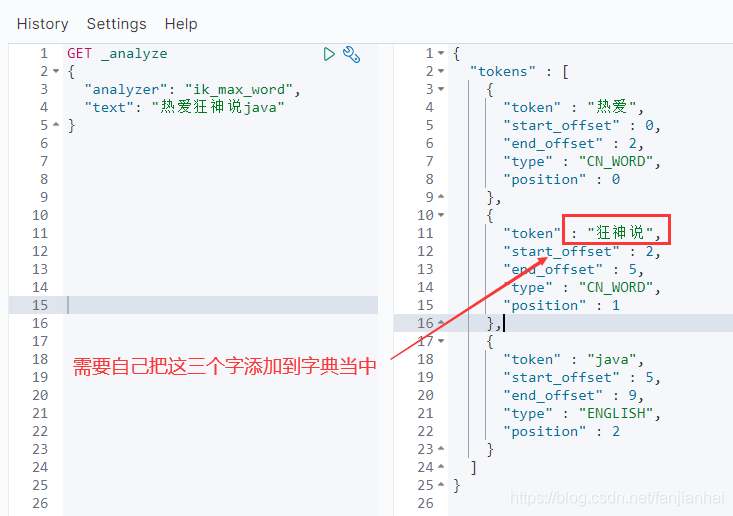 History Settings Help
1 GET _analyze
2 {
3 "analyzer": "ik_max_word",
4 "text": "热爱狂神说java"
5 }
6
7
8
9
10
11
12
13
14
15
16
17
18
19
20
21
22
23
24
25
26
需要自己把这三个字添加到字典当中
1 {
2 "tokens" : [
3 {
4 "token" : "热爱",
5 "start_offset" : 0,
6 "end_offset" : 2,
7 "type" : "CN_WORD",
8 "position" : 0
9 },
10 {
11 "token" : "狂神说",
12 "start_offset" : 2,
13 "end_offset" : 5,
14 "type" : "CN_WORD",
15 "position" : 1
16 },
17 {
18 "token" : "java",
19 "start_offset" : 5,
20 "end_offset" : 9,
21 "type" : "ENGLISH",
22 "position" : 2
23 }
24 ]
25 }
26
https://blog.csdn.net/fanjianhai